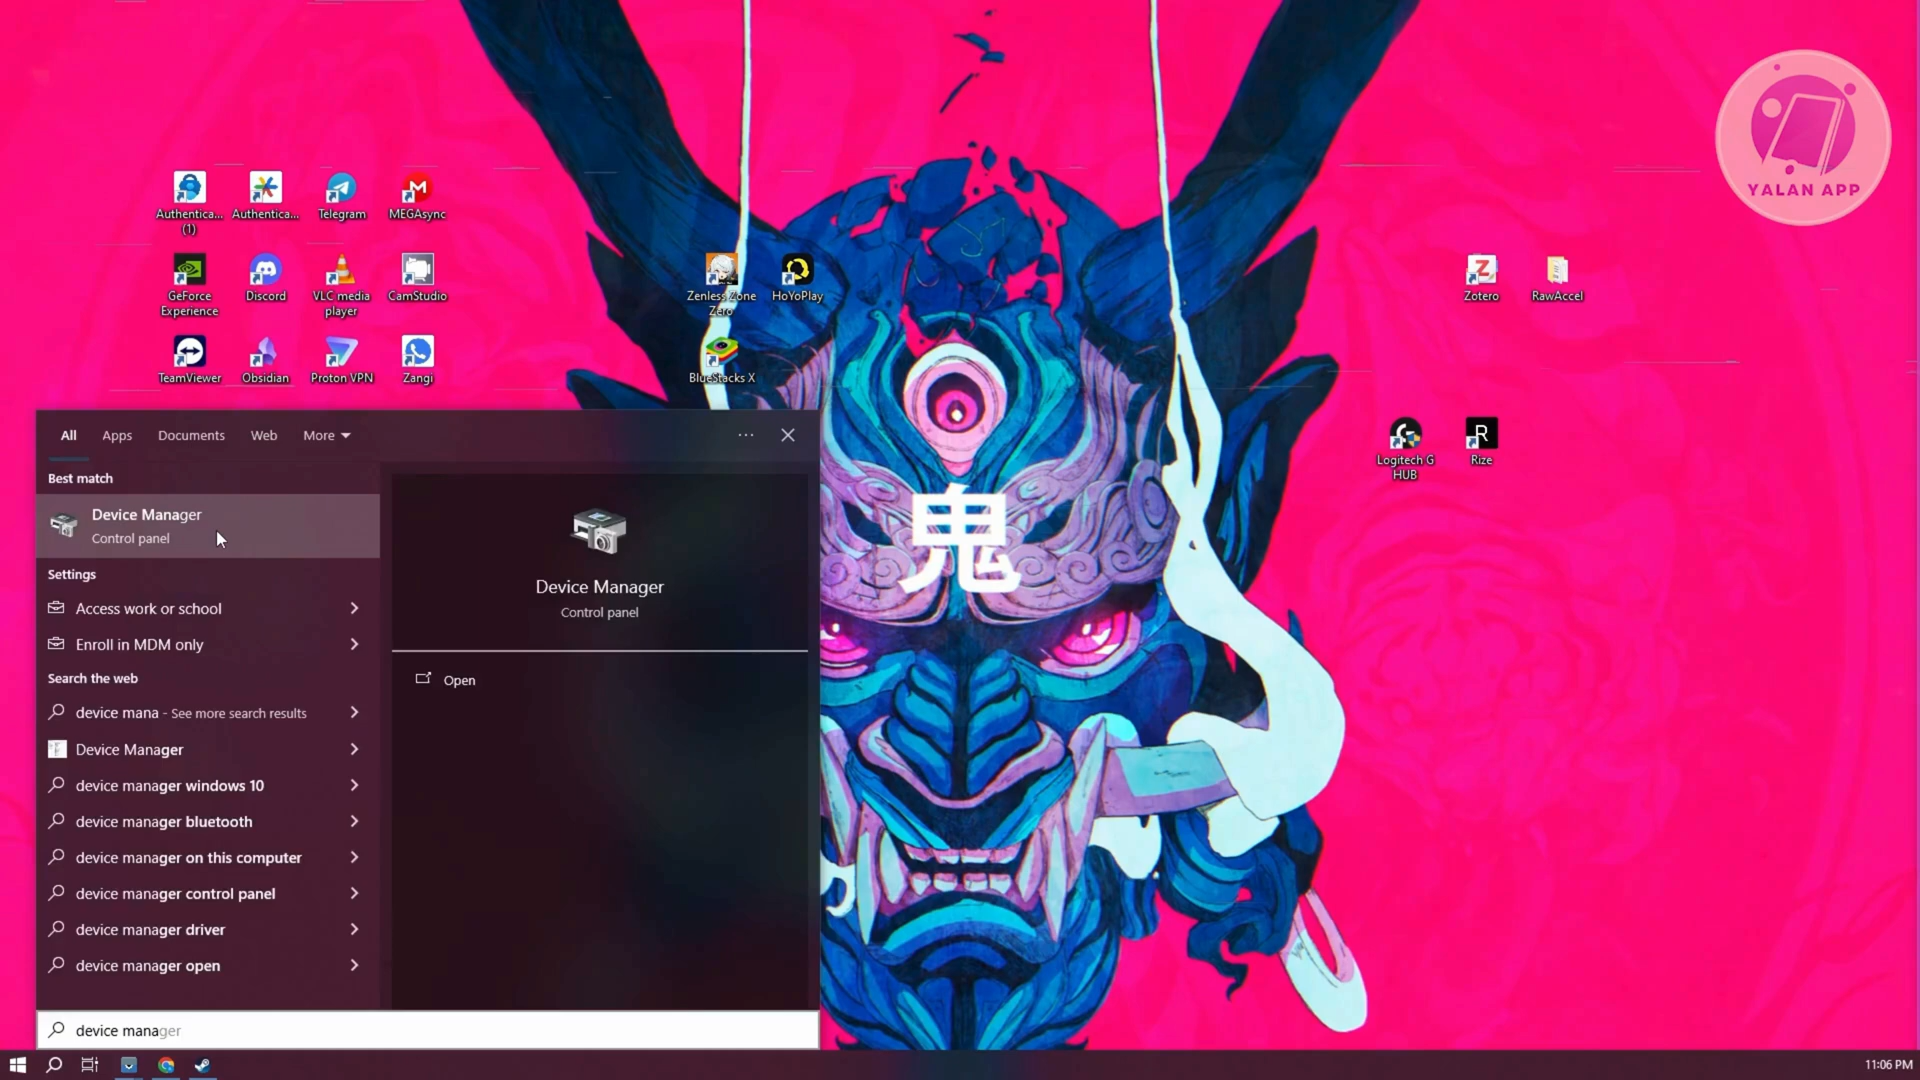 YALAN APP
Authentica...
(1)
Authentica...
Telegram
MEGAsync
GeForce
Experience
Discord
VLC media
player
CamStudio
Zenless Zone
Zero
HoYoPlay
Zotero
RawAccel
TeamViewer
Obsidian
Proton VPN
Zangi
BlueStacks X
Logitech G
HUB
R
Rize
鬼
All
Apps
Documents
Web
More
Best match
Device Manager
Control panel
Settings
Access work or school
Enroll in MDM only
Search the web
device mana - See more search results
Device Manager
device manager windows 10
device manager bluetooth
device manager on this computer
device manager control panel
device manager driver
device manager open
Device Manager
Control panel
Open
device manager
11:06 PM